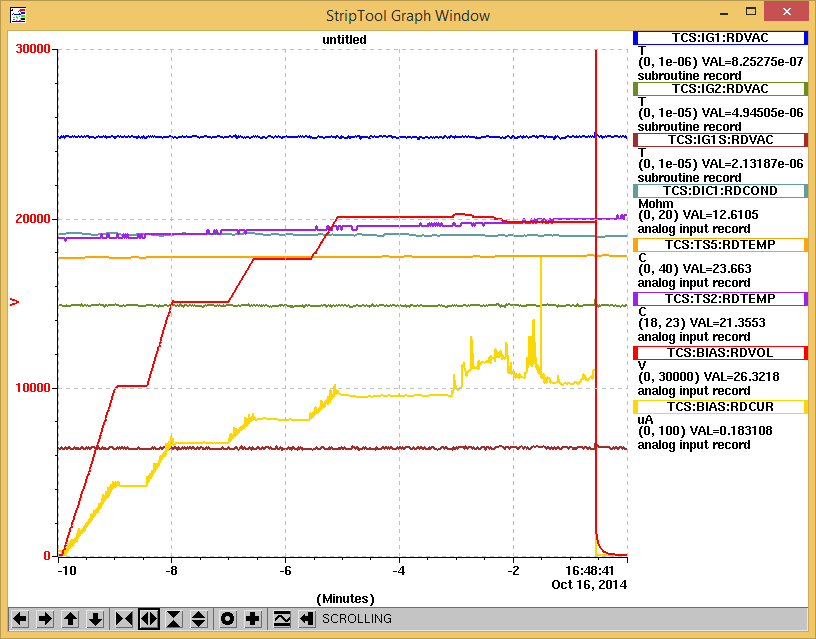 StripTool Graph Window
untitled
30000
20000
V
10000
0
-10
-8
-6
-4
-2
16:48:41
Oct 16, 2014
(Minutes)
TCS:IG1:RDVAC
T
(0, 1e-06) VAL=8.25275e-07
subroutine record
TCS:IG2:RDVAC
T
(0, 1e-05) VAL=4.94505e-06
subroutine record
TCS:IG1S:RDVAC
T
(0, 1e-05) VAL=2.13187e-06
subroutine record
TCS:DIC1:RDCOND
Mohm
(0, 20) VAL=12.6105
analog input record
TCS:TS5:RDTEMP
C
(0, 40) VAL=23.663
analog input record
TCS:TS2:RDTEMP
C
(18, 23) VAL=21.3553
analog input record
TCS:BIAS:RDVOL
V
(0, 30000) VAL=26.3218
analog input record
TCS:BIAS:RDCUR
uA
(0, 100) VAL=0.183108
analog input record
SCROLLING